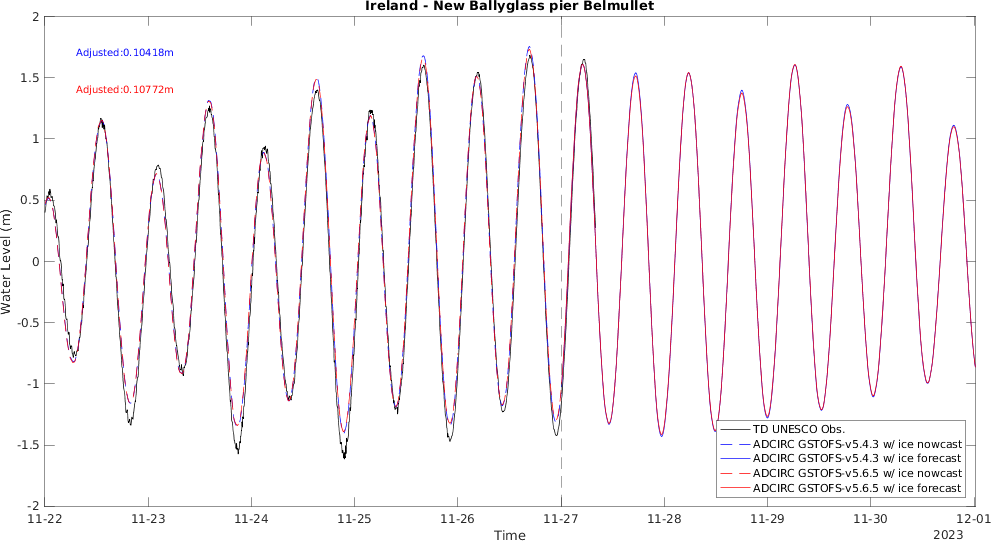 Ireland - New Ballyglass pier Belmullet
Adjusted:0.10418m
Adjusted:0.10772m
Water Level (m)
2
1.5
1
0.5
0
-0.5
-1
-1.5
-2
TD UNESCO Obs.
ADCIRC GSTOFS-v5.4.3 w/ ice nowcast
ADCIRC GSTOFS-v5.4.3 w/ ice forecast
ADCIRC GSTOFS-v5.6.5 w/ ice nowcast
ADCIRC GSTOFS-v5.6.5 w/ ice forecast
11-22 11-23 11-24 11-25 11-26 11-27 11-28 11-29 11-30 12-01
Time
2023